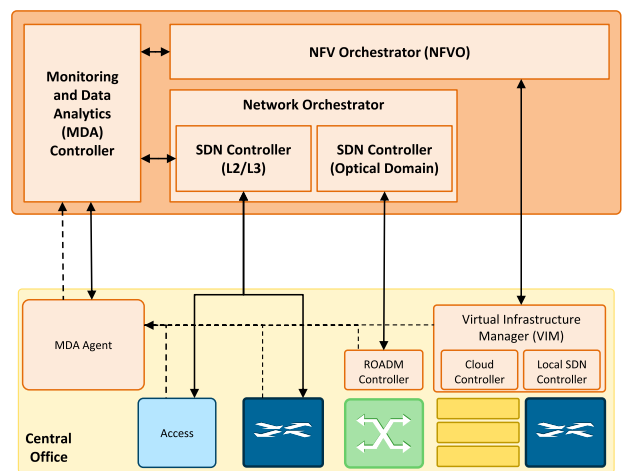 NFV Orchestrator (NFVO)
Monitoring
and Data
Analytics
(MDA)
Controller
Network Orchestrator
SDN Controller
(L2/L3)
SDN Controller
(Optical Domain)
MDA Agent
Virtual Infrastructure
Manager (VIM)
ROADM
Controller
Cloud
Controller
Local SDN
Controller
Access
Central
Office